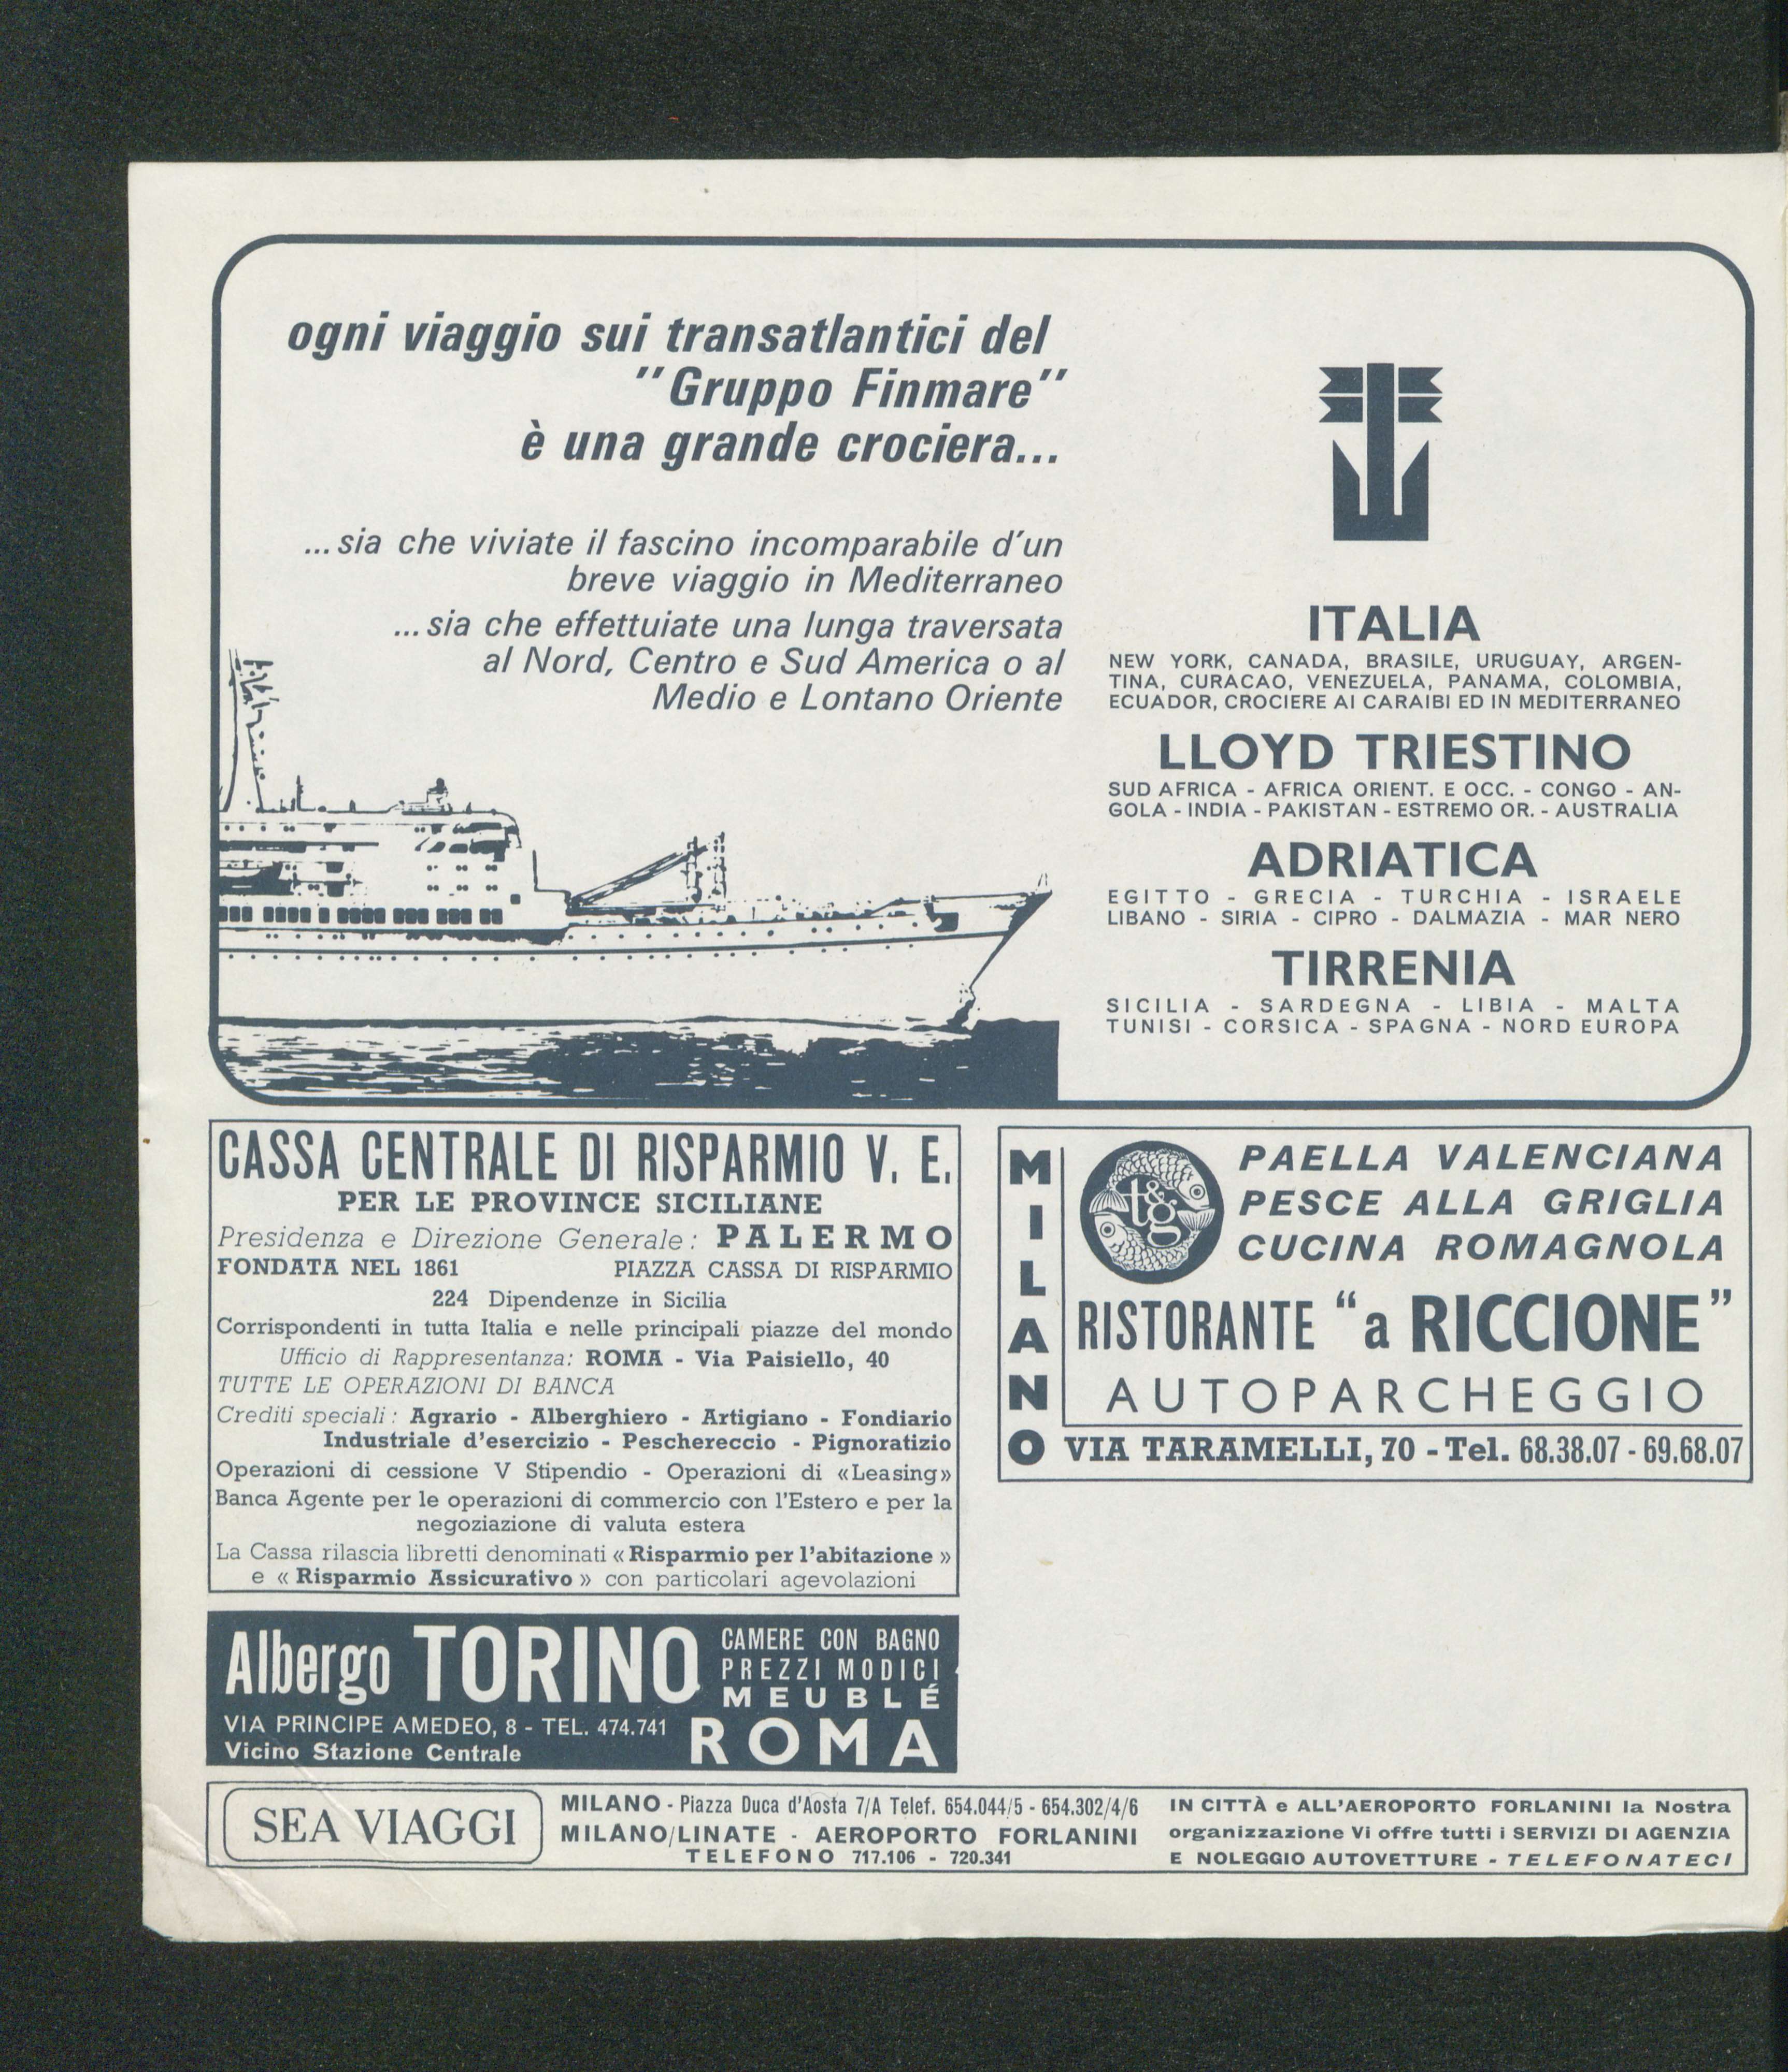 ogni viaggio sui transatlantici del
"Gruppo Finmare"
è una grande crociera...
...sia che viviate il fascino incomparabile d'un
breve viaggio in Mediterraneo
...sia che effettuiate una lunga traversata
al Nord, Centro e Sud America o al
Medio e Lontano Oriente
ITALIA
NEW YORK, CANADA, BRASILE, URUGUAY, ARGEN-
TINA, CURACAO, VENEZUELA, PANAMA, COLOMBIA,
ECUADOR, CROCIERE AI CARAIBI ED IN MEDITERRANEO
LLOYD TRIESTINO
SUD AFRICA - AFRICA ORIENT. E OCC. - CONGO - AN-
GOLA - INDIA - PAKISTAN - ESTREMO OR. - AUSTRALIA
ADRIATICA
EGITTO - GRECIA - TURCHIA - ISRAELE
LIBANO - SIRIA - CIPRO - DALMAZIA - MAR NERO
TIRRENIA
SICILIA - SARDEGNA - LIBIA - MALTA
TUNISI - CORSICA - SPAGNA - NORD EUROPA
CASSA CENTRALE DI RISPARMIO V. E.
PER LE PROVINCE SICILIANE
Presidenza e Direzione Generale: PALERMO
FONDATA NEL 1861 PIAZZA CASSA DI RISPARMIO
224 Dipendenze in Sicilia
Corrispondenti in tutta Italia e nelle principali piazze del mondo
Ufficio di Rappresentanza: ROMA - Via Paisiello, 40
TUTTE LE OPERAZIONI DI BANCA
Crediti speciali: Agrario - Alberghiero - Artigiano - Fondiario
Industriale d'esercizio - Peschereccio - Pignoratizio
Operazioni di cessione V Stipendio - Operazioni di «Leasing»
Banca Agente per le operazioni di commercio con l'Estero e per la
negoziazione di valuta estera
La Cassa rilascia libretti denominati «Risparmio per l'abitazione»
e «Risparmio Assicurativo» con particolari agevolazioni
MILANO
t&g
PAELLA VALENCIANA
PESCE ALLA GRIGLIA
CUCINA ROMAGNOLA
RISTORANTE "a RICCIONE"
AUTOPARCHEGGIO
VIA TARAMELLI, 70 - Tel. 68.38.07 - 69.68.07
Albergo TORINO
CAMERE CON BAGNO
PREZZI MODICI
MEUBLÉ
VIA PRINCIPE AMEDEO, 8 - TEL. 474.741
Vicino Stazione Centrale
ROMA
SEA VIAGGI
MILANO - Piazza Duca d'Aosta 7/A Telef. 654.044/5 - 654.302/4/6
MILANO/LINATE - AEROPORTO FORLANINI
TELEFONO 717.106 - 720.341
IN CITTÀ e ALL'AEROPORTO FORLANINI la Nostra
organizzazione Vi offre tutti i SERVIZI DI AGENZIA
E NOLEGGIO AUTOVETTURE - TELEFONATECI